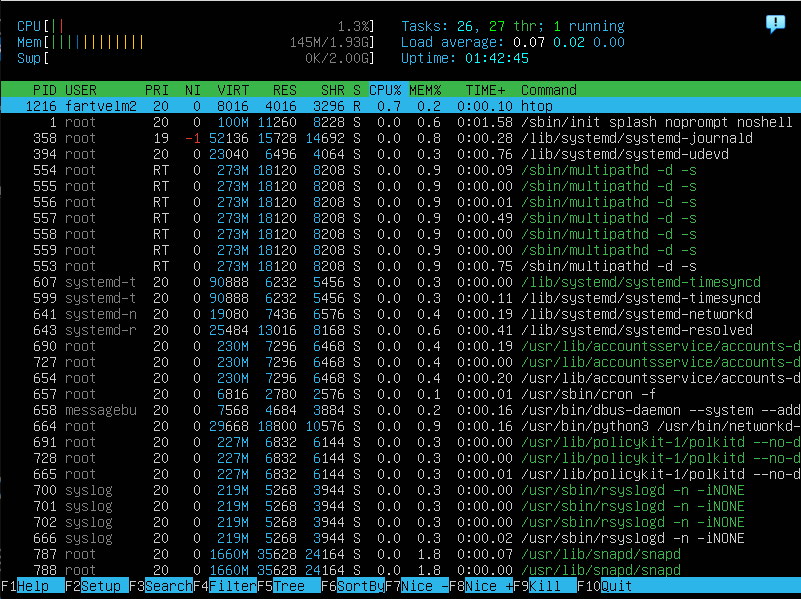 CPU[|| 1.3%] Tasks: 26, 27 thr; 1 running
Mem[|||||||||||| 145M/1.93G] Load average: 0.07 0.02 0.00
Swp[ 0K/2.00G] Uptime: 01:42:45
PID USER PRI NI VIRT RES SHR S CPU% MEM% TIME+ Command
1216 fartvelm2 20 0 8016 4016 3296 R 0.7 0.2 0:00.10 htop
1 root 20 0 100M 11260 8228 S 0.0 0.6 0:01.58 /sbin/init splash noprompt noshell
358 root 19 -1 52136 15728 14692 S 0.0 0.8 0:00.28 /lib/systemd/systemd-journald
394 root 20 0 23040 6496 4064 S 0.0 0.3 0:00.76 /lib/systemd/systemd-udevd
554 root RT 0 273M 18120 8208 S 0.0 0.9 0:00.09 /sbin/multipathd -d -s
555 root RT 0 273M 18120 8208 S 0.0 0.9 0:00.00 /sbin/multipathd -d -s
556 root RT 0 273M 18120 8208 S 0.0 0.9 0:00.01 /sbin/multipathd -d -s
557 root RT 0 273M 18120 8208 S 0.0 0.9 0:00.49 /sbin/multipathd -d -s
558 root RT 0 273M 18120 8208 S 0.0 0.9 0:00.00 /sbin/multipathd -d -s
559 root RT 0 273M 18120 8208 S 0.0 0.9 0:00.00 /sbin/multipathd -d -s
553 root RT 0 273M 18120 8208 S 0.0 0.9 0:00.75 /sbin/multipathd -d -s
607 systemd-t 20 0 90888 6232 5456 S 0.0 0.3 0:00.00 /lib/systemd/systemd-timesyncd
599 systemd-t 20 0 90888 6232 5456 S 0.0 0.3 0:00.11 /lib/systemd/systemd-timesyncd
641 systemd-n 20 0 19080 7436 6576 S 0.0 0.4 0:00.19 /lib/systemd/systemd-networkd
643 systemd-r 20 0 25484 13016 8168 S 0.0 0.6 0:00.41 /lib/systemd/systemd-resolved
690 root 20 0 230M 7296 6468 S 0.0 0.4 0:00.19 /usr/lib/accountsservice/accounts-d
727 root 20 0 230M 7296 6468 S 0.0 0.4 0:00.00 /usr/lib/accountsservice/accounts-d
654 root 20 0 230M 7296 6468 S 0.0 0.4 0:00.20 /usr/lib/accountsservice/accounts-d
657 root 20 0 6816 2780 2576 S 0.0 0.1 0:00.01 /usr/sbin/cron -f
658 messagebu 20 0 7568 4684 3884 S 0.0 0.2 0:00.16 /usr/bin/dbus-daemon --system --add
664 root 20 0 29668 18800 10576 S 0.0 0.9 0:00.16 /usr/bin/python3 /usr/bin/networkd-
691 root 20 0 227M 6832 6144 S 0.0 0.3 0:00.00 /usr/lib/policykit-1/polkitd --no-d
728 root 20 0 227M 6832 6144 S 0.0 0.3 0:00.00 /usr/lib/policykit-1/polkitd --no-d
665 root 20 0 227M 6832 6144 S 0.0 0.3 0:00.01 /usr/lib/policykit-1/polkitd --no-d
700 syslog 20 0 219M 5268 3944 S 0.0 0.3 0:00.00 /usr/sbin/rsyslogd -n -iNONE
701 syslog 20 0 219M 5268 3944 S 0.0 0.3 0:00.00 /usr/sbin/rsyslogd -n -iNONE
702 syslog 20 0 219M 5268 3944 S 0.0 0.3 0:00.00 /usr/sbin/rsyslogd -n -iNONE
666 syslog 20 0 219M 5268 3944 S 0.0 0.3 0:00.02 /usr/sbin/rsyslogd -n -iNONE
787 root 20 0 1660M 35628 24164 S 0.0 1.8 0:00.07 /usr/lib/snapd/snapd
788 root 20 0 1660M 35628 24164 S 0.0 1.8 0:00.00 /usr/lib/snapd/snapd
F1Help F2Setup F3SearchF4FilterF5Tree F6SortByF7Nice -F8Nice +F9Kill F10Quit